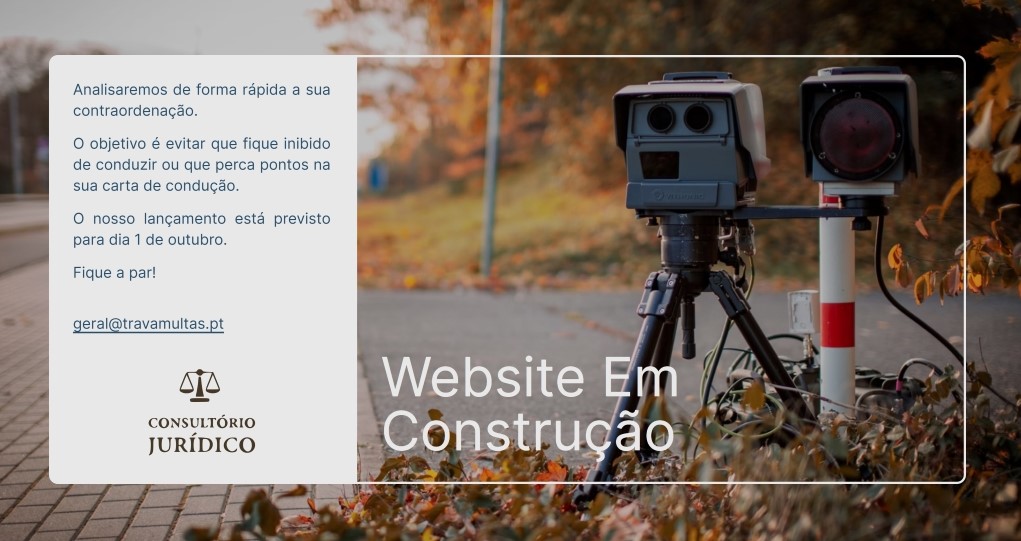 Analisaremos de forma rápida a sua
contraordenação.
O objetivo é evitar que fique inibido
de conduzir ou que perca pontos na
sua carta de condução.
O nosso lançamento está previsto
para dia 1 de outubro.
Fique a par!
geral@travamultas.pt
CONSULTÓRIO
JURÍDICO
Website Em
Construção